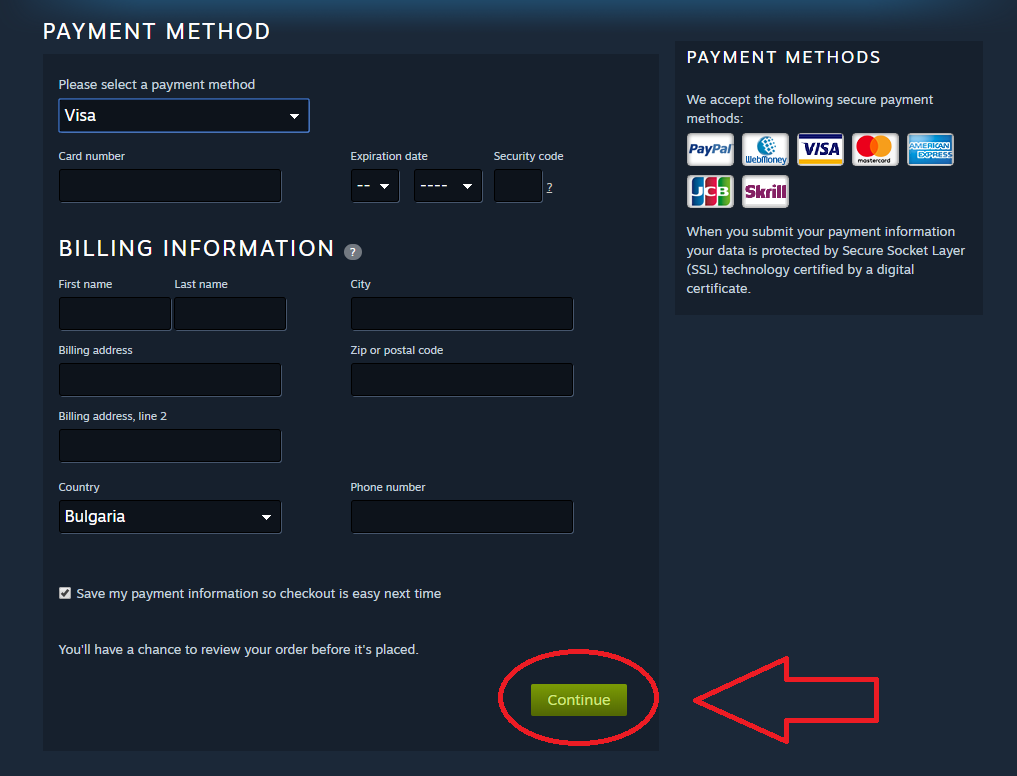 PAYMENT METHOD
Please select a payment method
Visa
Card number
Expiration date
Security code
--
----
?
BILLING INFORMATION ?
First name
Last name
City
Billing address
Zip or postal code
Billing address, line 2
Country
Phone number
Bulgaria
Save my payment information so checkout is easy next time
You'll have a chance to review your order before it's placed.
Continue
PAYMENT METHODS
We accept the following secure payment
methods:
PayPal
WebMoney
VISA
mastercard
AMERICAN
EXPRESS
JCB
Skrill
When you submit your payment information
your data is protected by Secure Socket Layer
(SSL) technology certified by a digital
certificate.